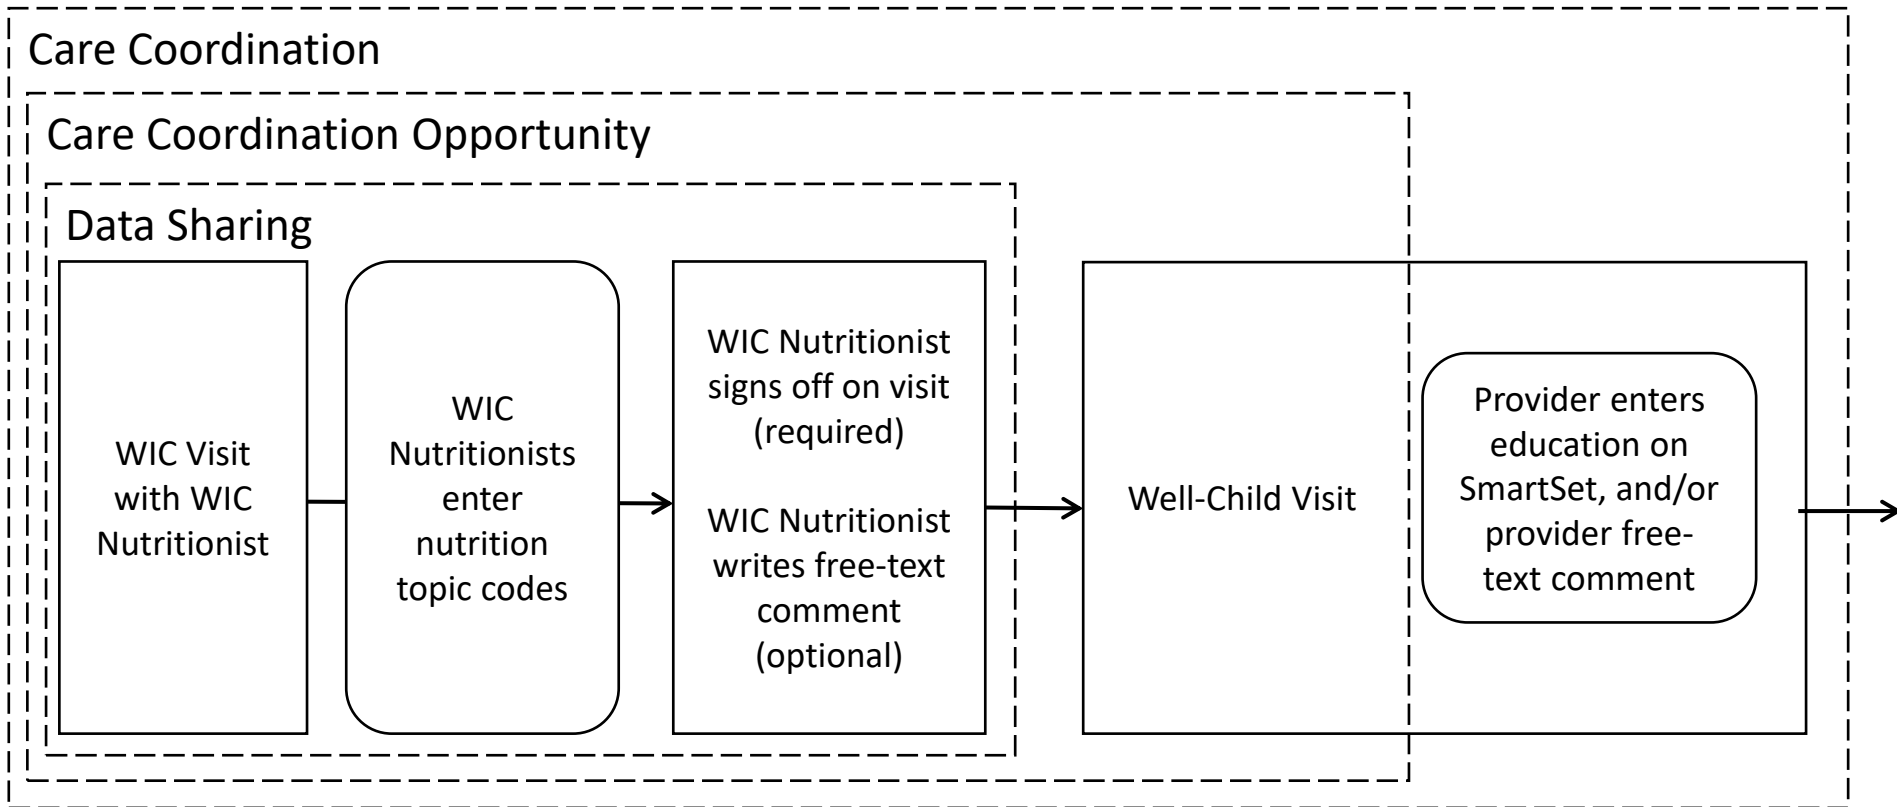 Care Coordination
Care Coordination Opportunity
Data Sharing
WIC Visit
with WIC
Nutritionist
WIC
Nutritionists
enter
nutrition
topic codes
WIC Nutritionist
signs off on visit
(required)
WIC Nutritionist
writes free-text
comment
(optional)
Well-Child Visit
Provider enters
education on
SmartSet, and/or
provider free-
text comment